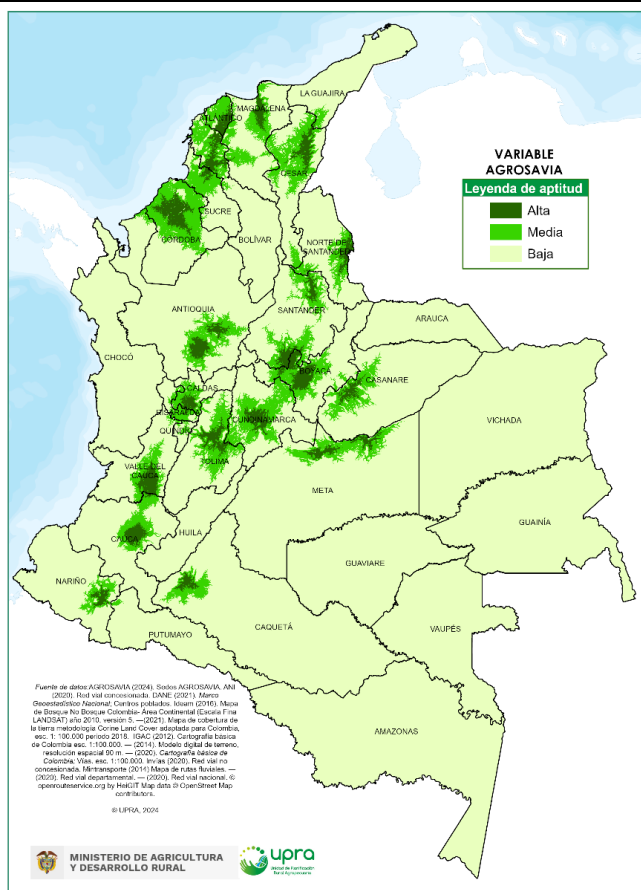 LA GUAJIRA
MAGDALENA
ATLÁNTICO
CESAR
VARIABLE
AGROSAVIA
Leyenda de aptitud
Alta
Media
Baja
SUCRE
CÓRDOBA
BOLÍVAR
NORTE DE
SANTANDER
ANTIOQUIA
SANTANDER
ARAUCA
CHOCÓ
BOYACÁ
CASANARE
CALDAS
RISARALDA
CUNDINAMARCA
VICHADA
QUINDÍO
TOLIMA
VALLE DEL
CAUCA
META
GUAINÍA
HUILA
CAUCA
GUAVIARE
NARIÑO
CAQUETÁ
VAUPÉS
PUTUMAYO
AMAZONAS
Fuente de datos: AGROSAVIA (2024). Sedes AGROSAVIA. ANI
(2020). Red vial concesionada. DANE (2021). Marco
Geoestadístico Nacional; Centros poblados. Ideam (2016). Mapa
de Bosque No Bosque Colombia- Área Continental (Escala Fina
LANDSAT) año 2010, versión 5. —(2021). Mapa de cobertura de
la tierra metodología Corine Land Cover adaptada para Colombia,
esc. 1: 100.000 periodo 2018. IGAC (2012). Cartografía básica
de Colombia esc. 1:100.000. — (2014). Modelo digital de terreno,
resolución espacial 90 m. — (2020). Cartografía básica de
Colombia; Vías. esc. 1:100.000. Invías (2020). Red vial no
concesionada. Mintransporte (2014) Mapa de rutas fluviales. —
(2020). Red vial departamental. — (2020). Red vial nacional. ©
openrouteservice.org by HeiGIT Map data © OpenStreet Map
contributors.
© UPRA, 2024
MINISTERIO DE AGRICULTURA
Y DESARROLLO RURAL
upra
Unidad de Planificación
Rural Agropecuaria